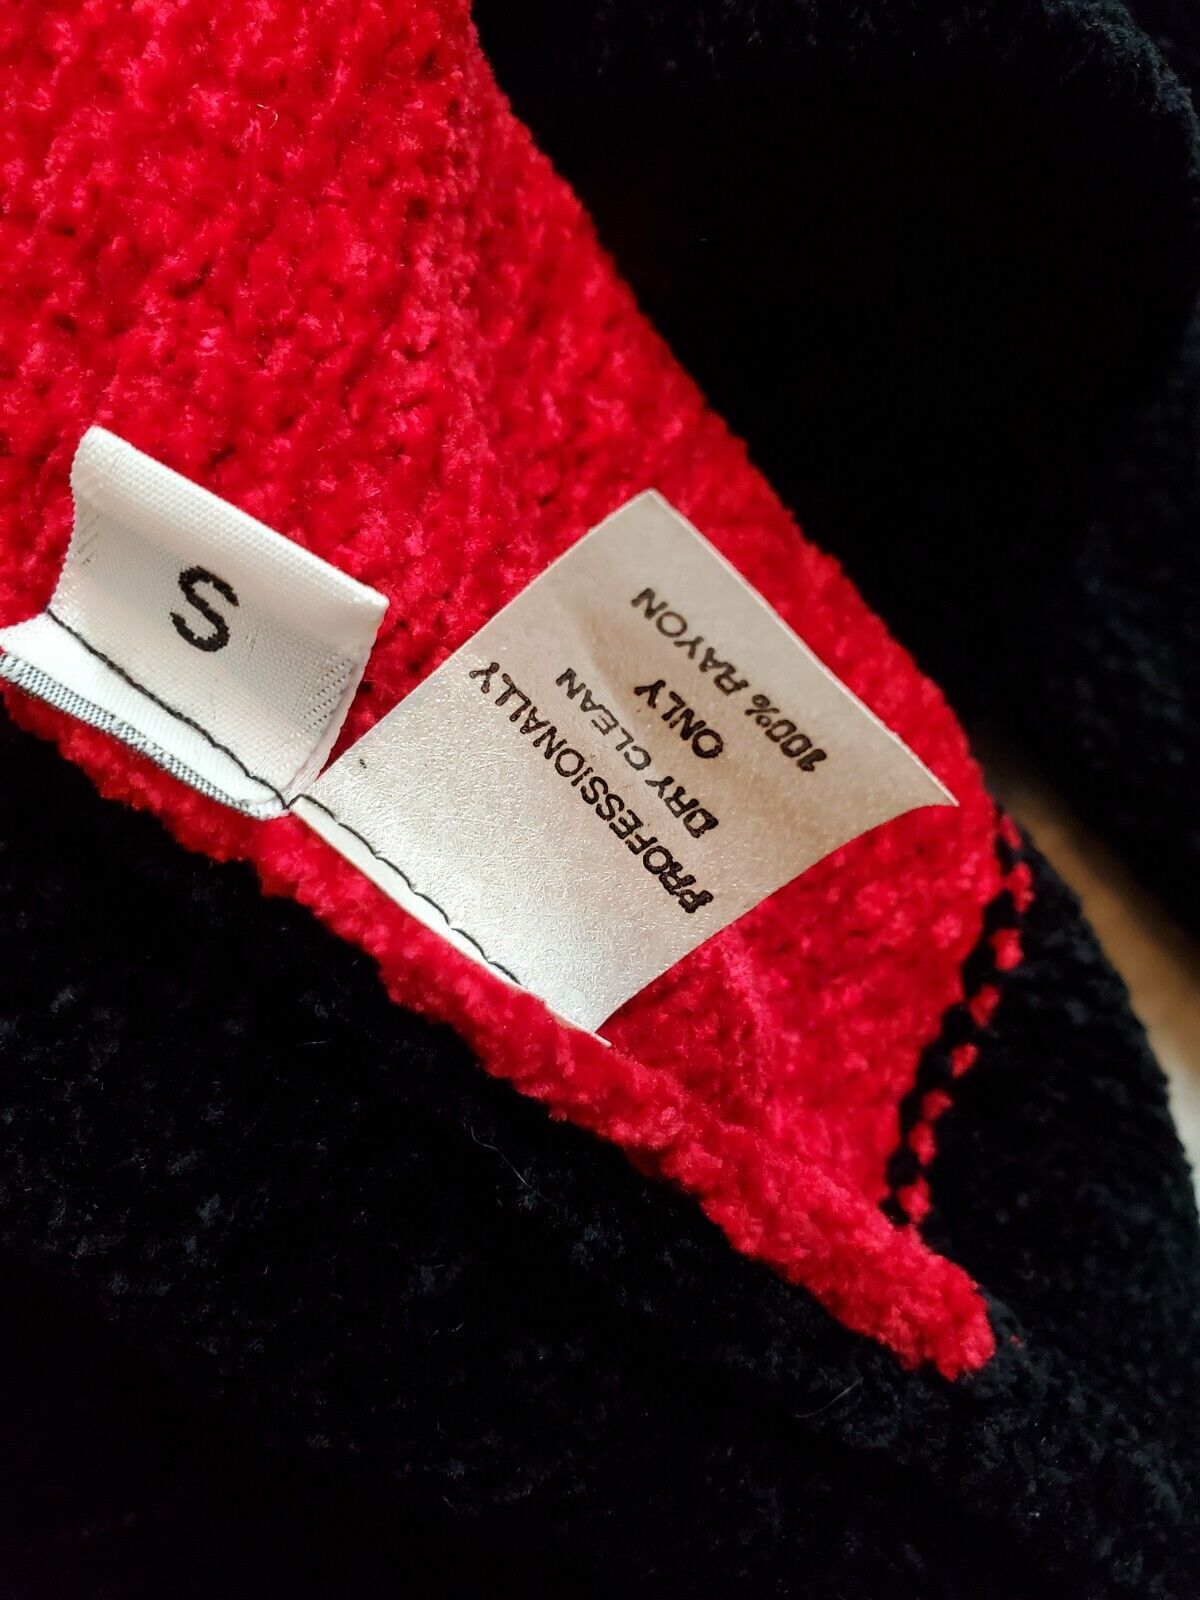 S
PROFESSIONALLY
DRY CLEAN
ONLY
100% RAYON